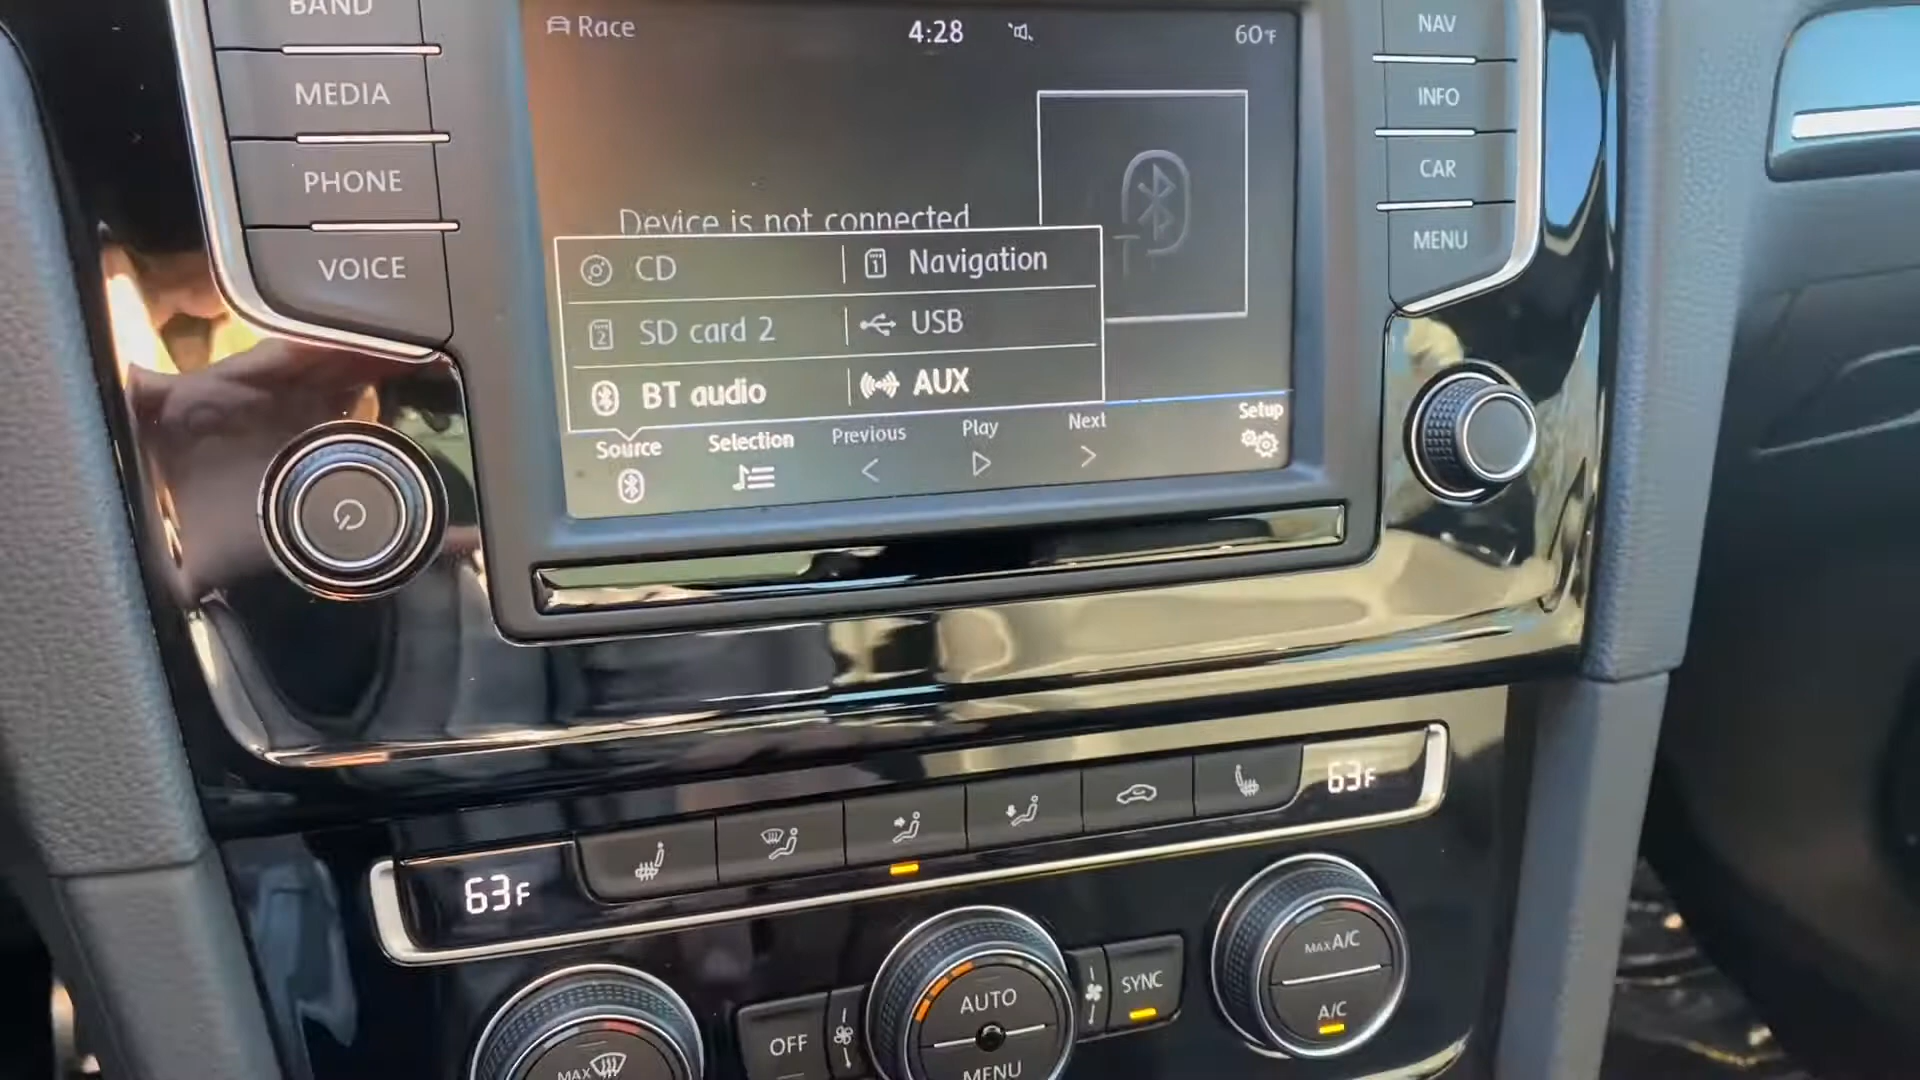 BAND
MEDIA
PHONE
VOICE
Race
4:28
60°F
Device is not connected
CD
1
Navigation
2
SD card 2
USB
BT audio
AUX
Source
Selection
Previous
Play
Next
Setup
NAV
INFO
CAR
MENU
63F
63F
MAX
OFF
AUTO
MENU
SYNC
MAX A/C
A/C